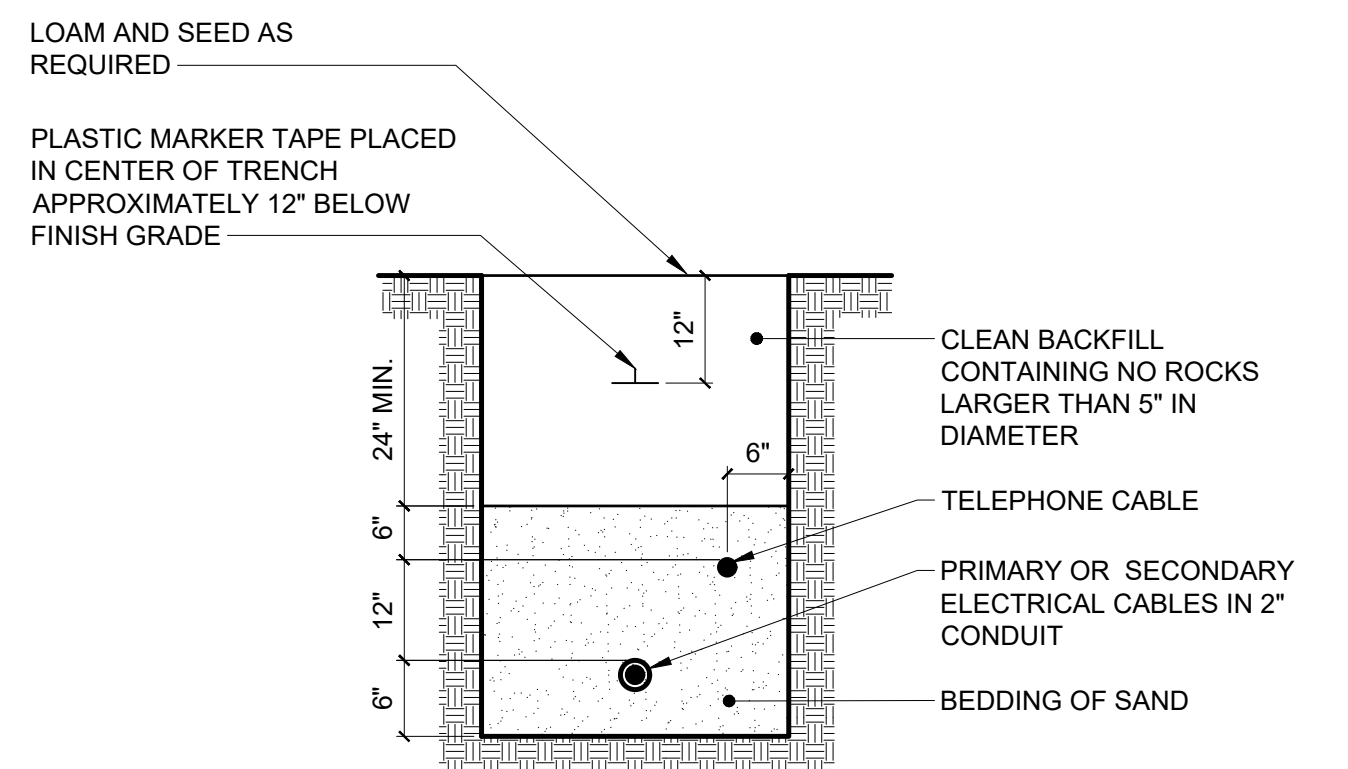 LOAM AND SEED AS
REQUIRED
PLASTIC MARKER TAPE PLACED
IN CENTER OF TRENCH
APPROXIMATELY 12" BELOW
FINISH GRADE
12"
24" MIN.
6"
CLEAN BACKFILL
CONTAINING NO ROCKS
LARGER THAN 5" IN
DIAMETER
TELEPHONE CABLE
6"
12"
6"
PRIMARY OR SECONDARY
ELECTRICAL CABLES IN 2"
CONDUIT
BEDDING OF SAND